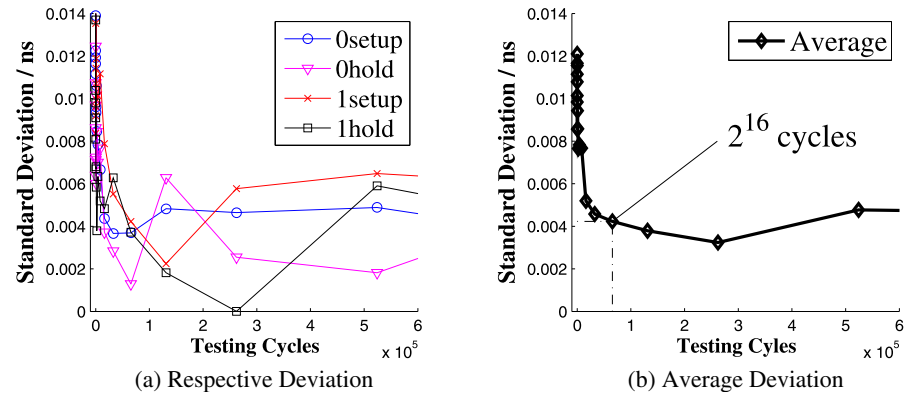 0.014
0.012
0.01
0.008
0.006
0.004
0.002
0
Standard Deviation / ns
0setup
0hold
1setup
1hold
0 1 2 3 4 5 6
Testing Cycles
x 10^5
(a) Respective Deviation
0.014
0.012
0.01
0.008
0.006
0.004
0.002
0
Standard Deviation / ns
Average
2^16 cycles
0 1 2 3 4 5 6
Testing Cycles
x 10^5
(b) Average Deviation